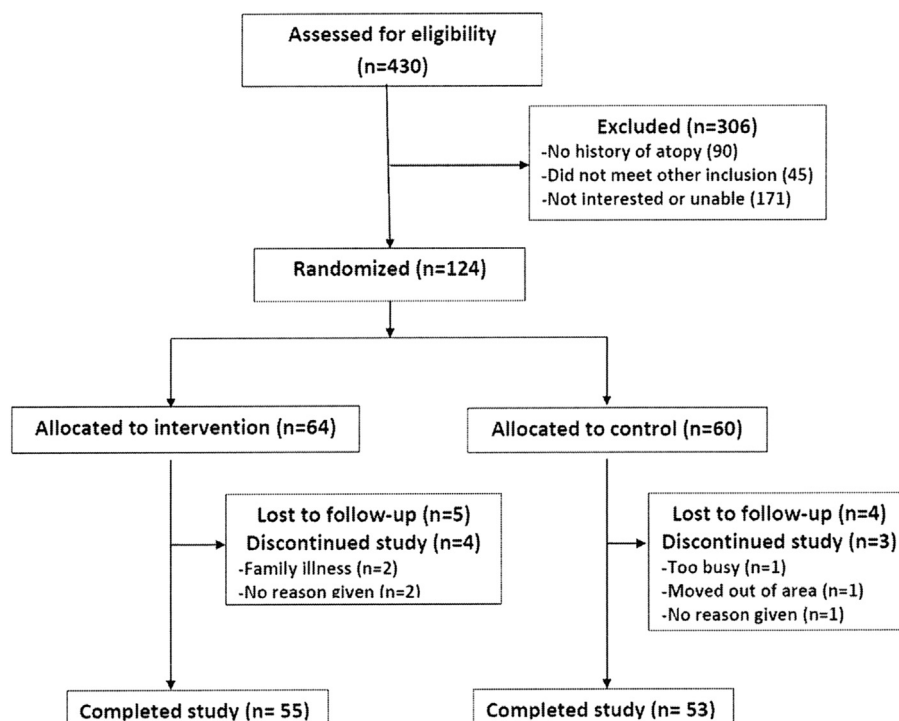 Assessed for eligibility
(n=430)
Excluded (n=306)
-No history of atopy (90)
-Did not meet other inclusion (45)
-Not interested or unable (171)
Randomized (n=124)
Allocated to intervention (n=64)
Allocated to control (n=60)
Lost to follow-up (n=5)
Discontinued study (n=4)
-Family illness (n=2)
-No reason given (n=2)
Lost to follow-up (n=4)
Discontinued study (n=3)
-Too busy (n=1)
-Moved out of area (n=1)
-No reason given (n=1)
Completed study (n= 55)
Completed study (n= 53)